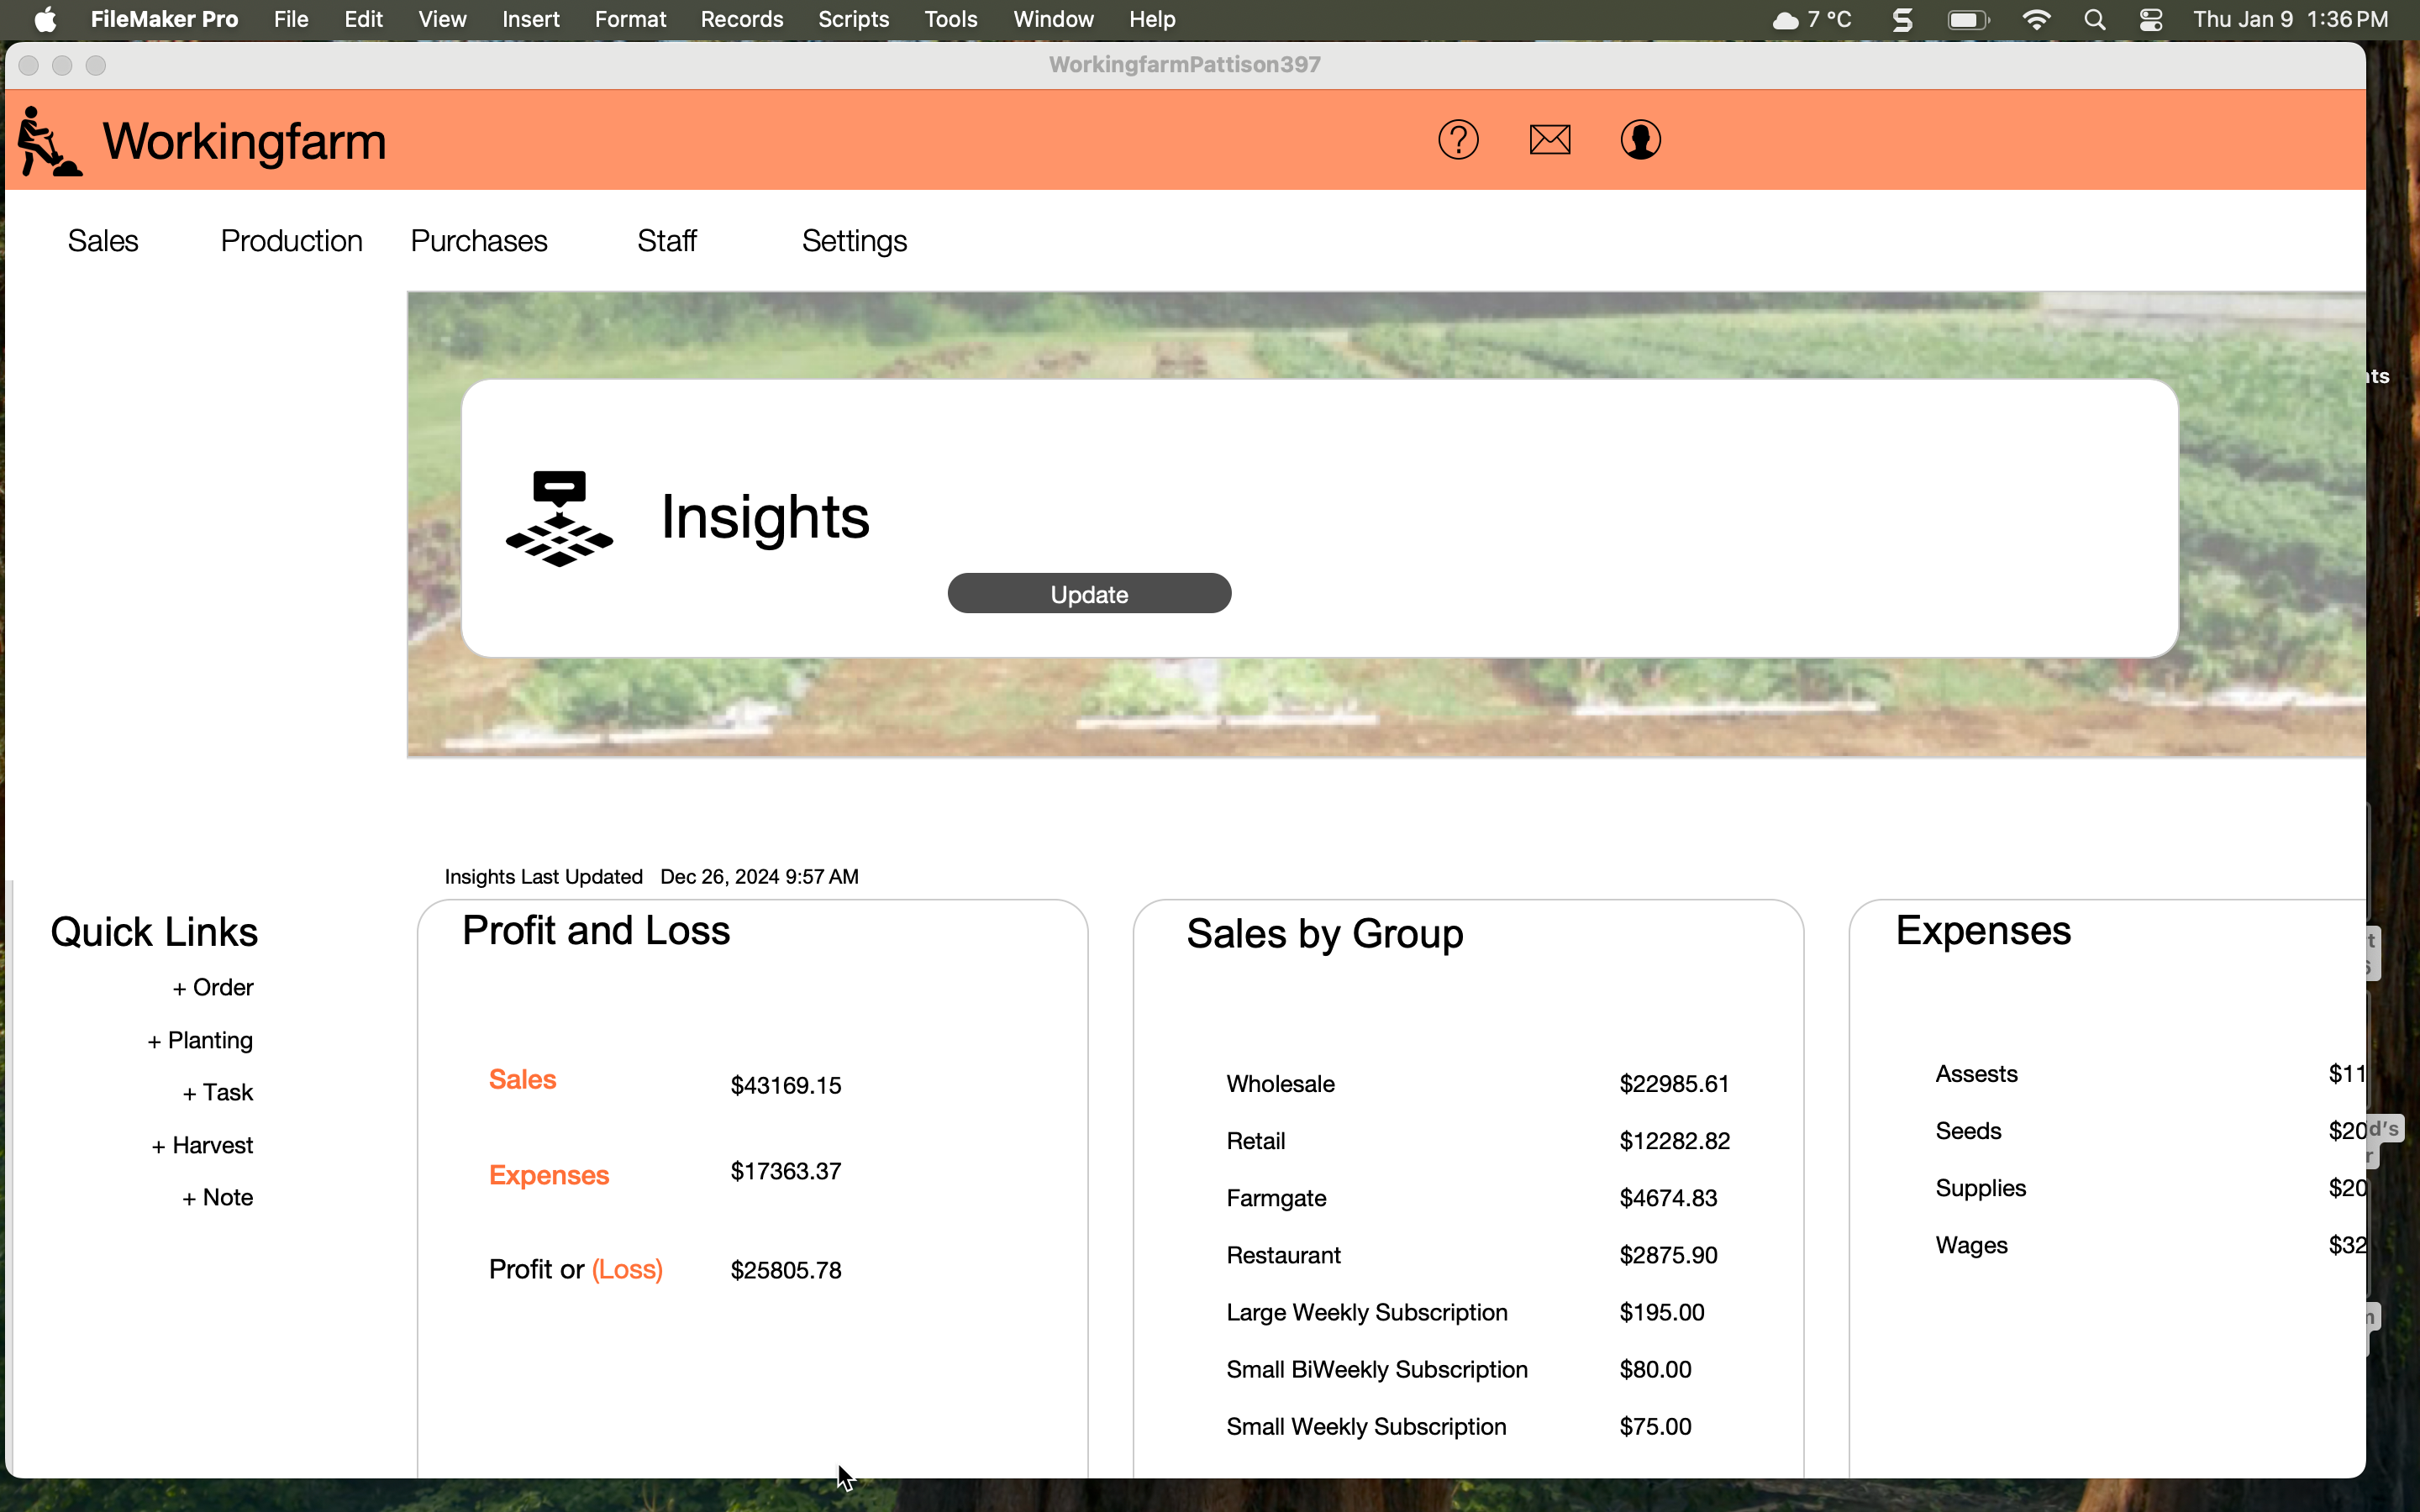 FileMaker Pro File Edit View Insert Format Records Scripts Tools Window Help 7 °C Thu Jan 9 1:36 PM
WorkingfarmPattison397
Workingfarm
Sales Production Purchases Staff Settings
Insights
Update
Insights Last Updated Dec 26, 2024 9:57 AM
Quick Links
+ Order
+ Planting
+ Task
+ Harvest
+ Note
Profit and Loss
Sales $43169.15
Expenses $17363.37
Profit or (Loss) $25805.78
Sales by Group
Wholesale $22985.61
Retail $12282.82
Farmgate $4674.83
Restaurant $2875.90
Large Weekly Subscription $195.00
Small BiWeekly Subscription $80.00
Small Weekly Subscription $75.00
Expenses
Assests $11
Seeds $20
Supplies $20
Wages $32